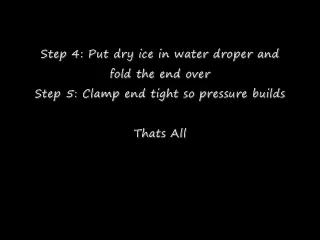 Step 4: Put dry ice in water droper and
fold the end over
Step 5: Clamp end tight so pressure builds
Thats All